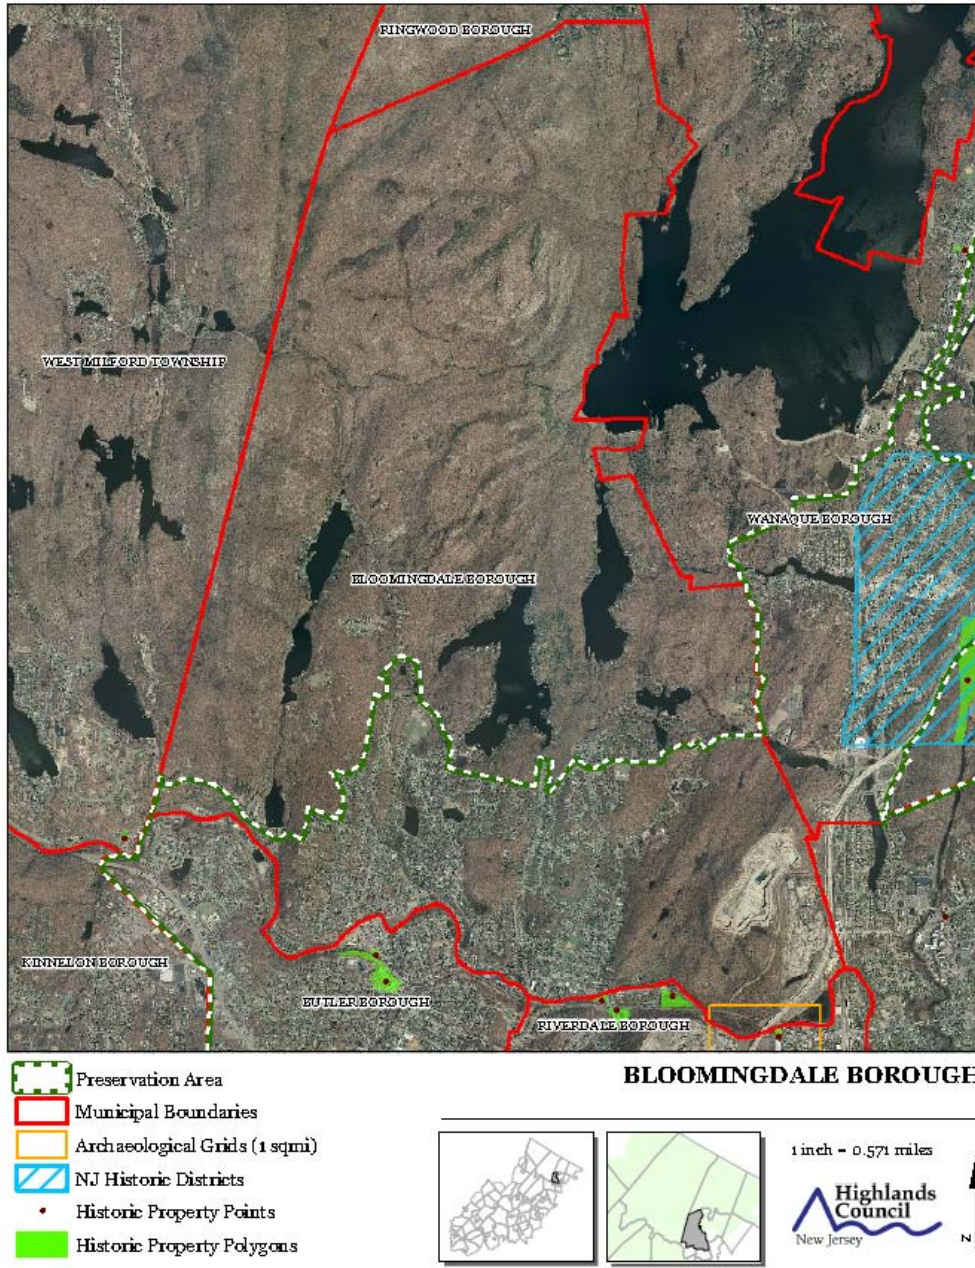 RINGWOOD BOROUGH
WEST MILFORD TOWNSHIP
WANAQUE BOROUGH
BLOOMINGDALE BOROUGH
KINNELON BOROUGH
BUTLER BOROUGH
RIVERDALE BOROUGH
Preservation Area
Municipal Boundaries
Archaeological Grids (1 sqmi)
NJ Historic Districts
Historic Property Points
Historic Property Polygons
BLOOMINGDALE BOROUGH
1 inch = 0.571 miles
Highlands
Council
New Jersey
N